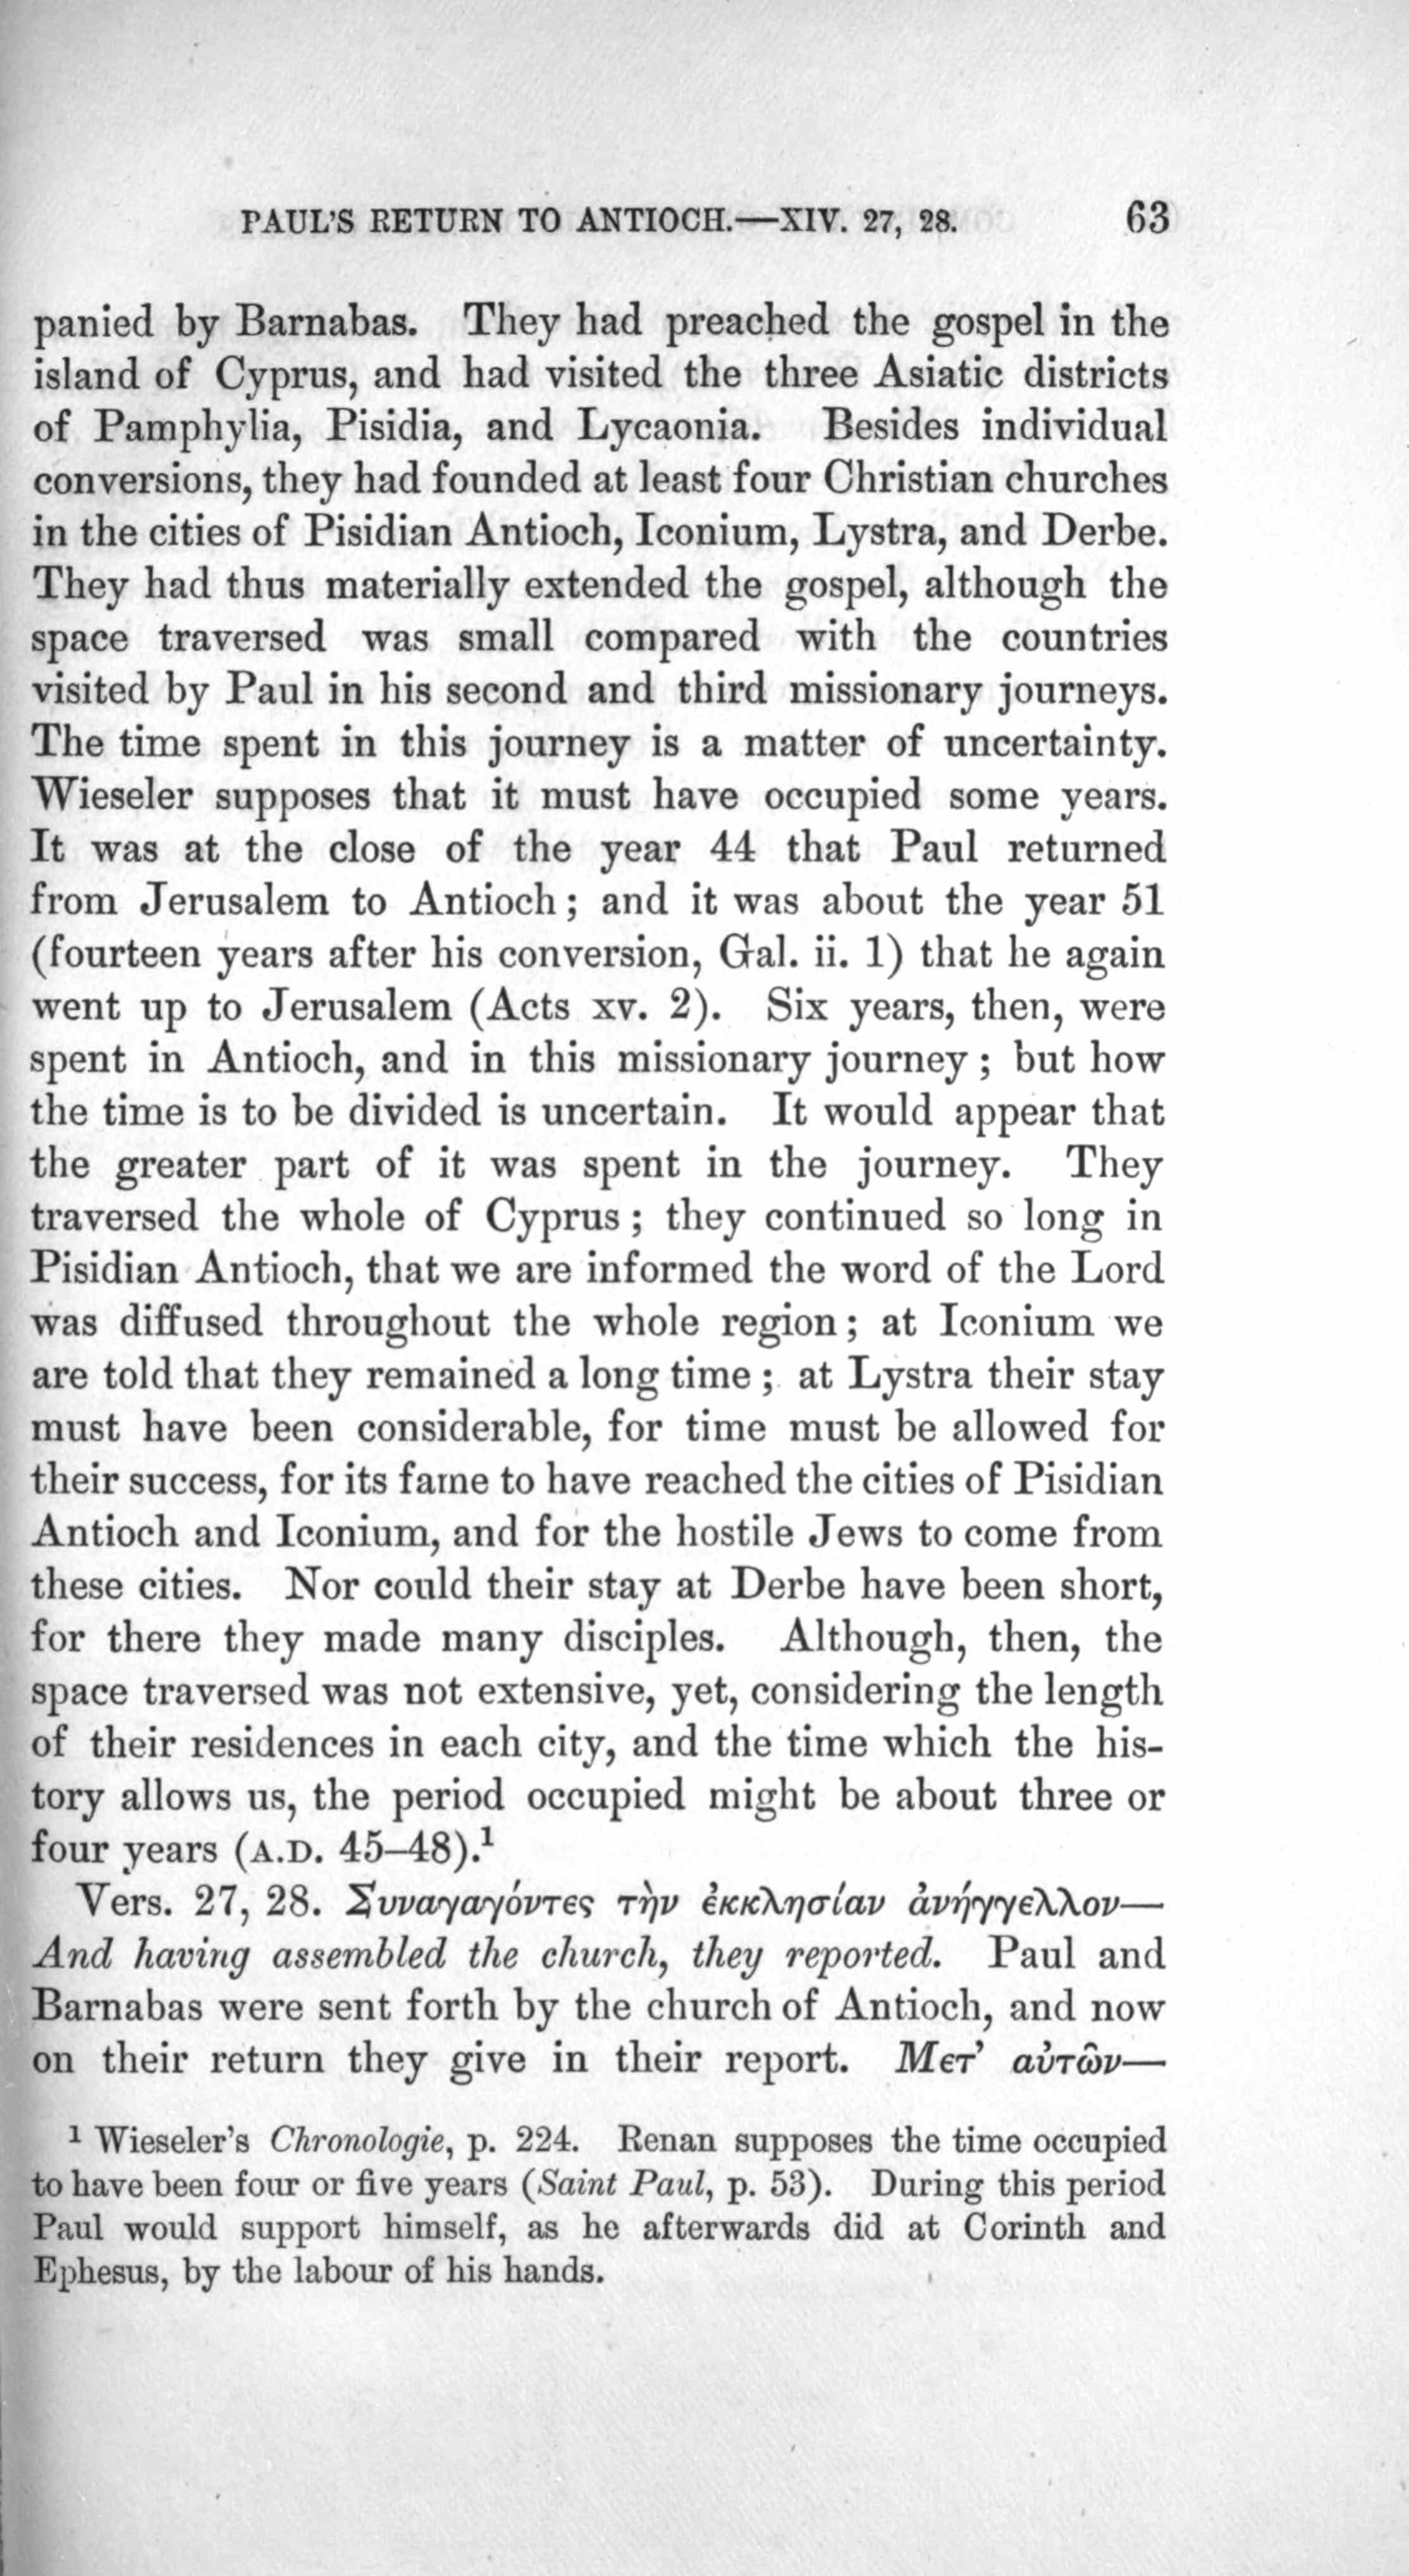 PAUL'S RETURN TO ANTIOCH.—XIV. 27, 28. 63
panied by Barnabas. They had preached the gospel in the
island of Cyprus, and had visited the three Asiatic districts
of Pamphylia, Pisidia, and Lycaonia. Besides individual
conversions, they had founded at least four Christian churches
in the cities of Pisidian Antioch, Iconium, Lystra, and Derbe.
They had thus materially extended the gospel, although the
space traversed was small compared with the countries
visited by Paul in his second and third missionary journeys.
The time spent in this journey is a matter of uncertainty.
Wieseler supposes that it must have occupied some years.
It was at the close of the year 44 that Paul returned
from Jerusalem to Antioch; and it was about the year 51
(fourteen years after his conversion, Gal. ii. 1) that he again
went up to Jerusalem (Acts xv. 2). Six years, then, were
spent in Antioch, and in this missionary journey; but how
the time is to be divided is uncertain. It would appear that
the greater part of it was spent in the journey. They
traversed the whole of Cyprus; they continued so long in
Pisidian Antioch, that we are informed the word of the Lord
was diffused throughout the whole region; at Iconium we
are told that they remained a long time; at Lystra their stay
must have been considerable, for time must be allowed for
their success, for its fame to have reached the cities of Pisidian
Antioch and Iconium, and for the hostile Jews to come from
these cities. Nor could their stay at Derbe have been short,
for there they made many disciples. Although, then, the
space traversed was not extensive, yet, considering the length
of their residences in each city, and the time which the his-
tory allows us, the period occupied might be about three or
four years (A.D. 45–48).¹
Vers. 27, 28. Συναγαγόντες τὴν ἐκκλησίαν ἀνήγγελλον—
And having assembled the church, they reported. Paul and
Barnabas were sent forth by the church of Antioch, and now
on their return they give in their report. Μετ’ αὐτῶν—
¹ Wieseler's Chronologie, p. 224. Renan supposes the time occupied
to have been four or five years (Saint Paul, p. 53). During this period
Paul would support himself, as he afterwards did at Corinth and
Ephesus, by the labour of his hands.